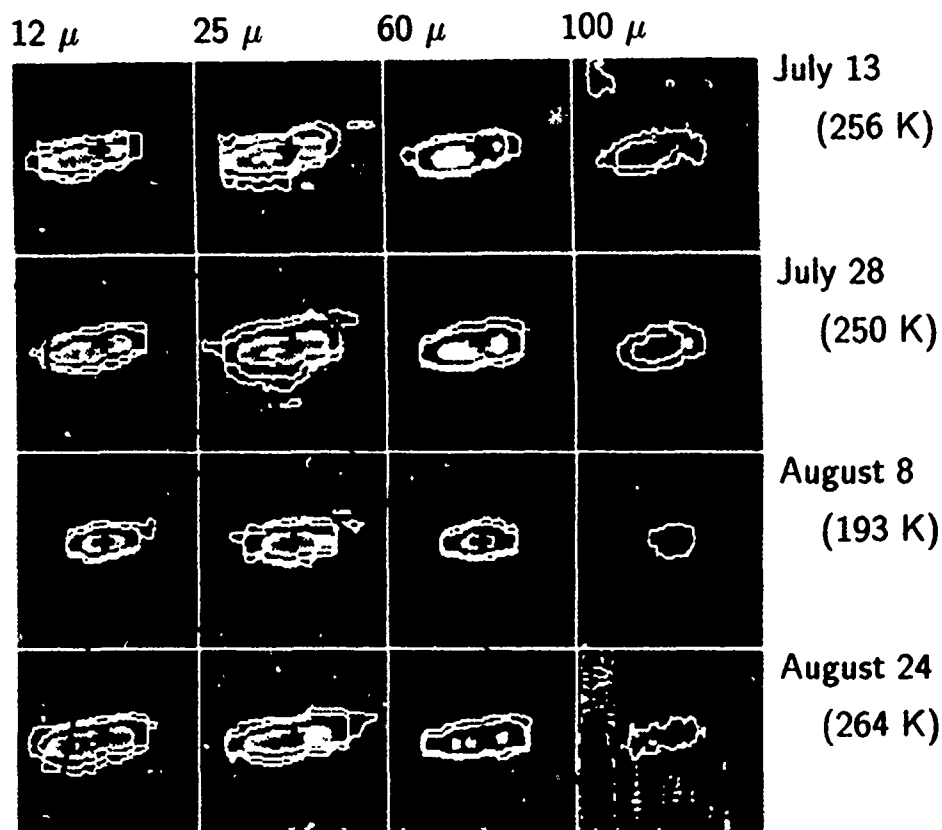 12 μ 25 μ 60 μ 100 μ
July 13
(256 K)
July 28
(250 K)
August 8
(193 K)
August 24
(264 K)